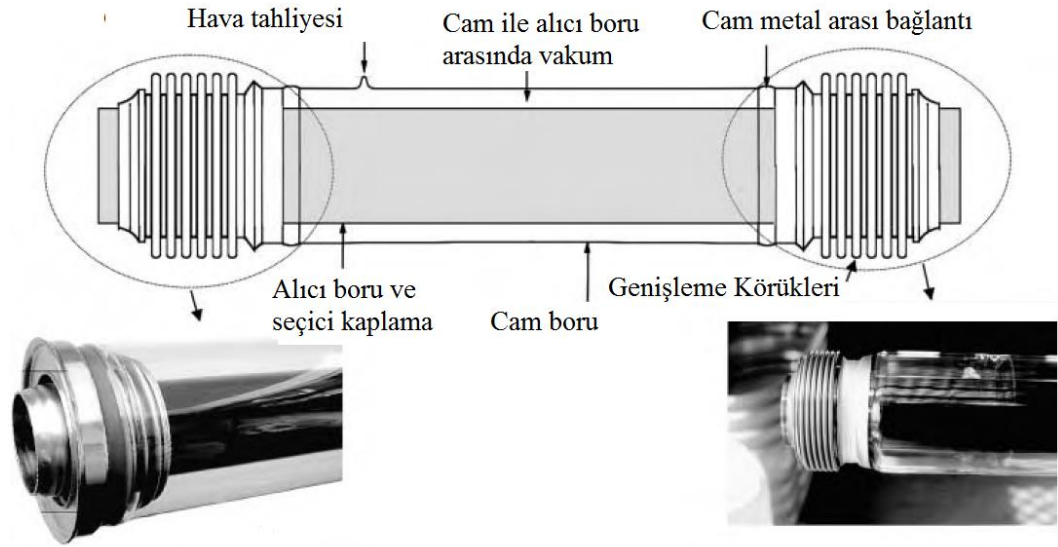 Hava tahliyesi
Cam ile alıcı boru
arasında vakum
Cam metal arası bağlantı
Alıcı boru ve
seçici kaplama
Cam boru
Genişleme Körükleri